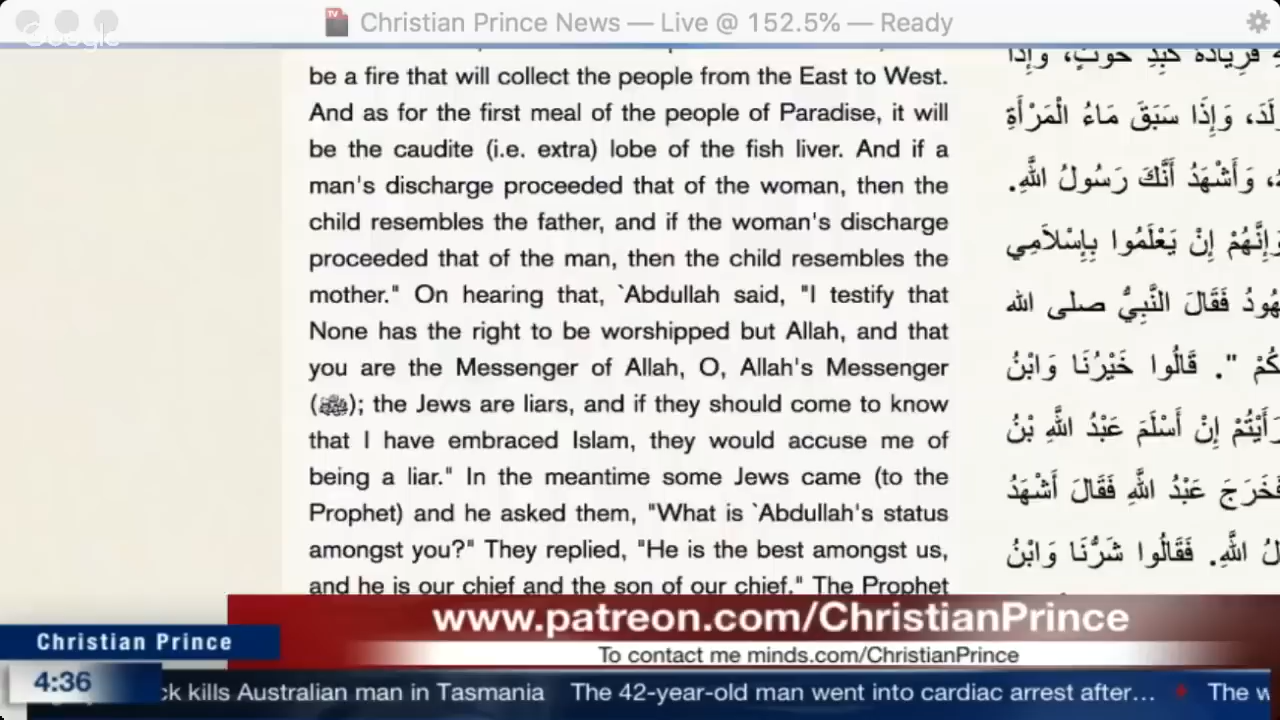 Christian Prince News — Live @ 152.5% — Ready
Google
be a fire that will collect the people from the East to West.
And as for the first meal of the people of Paradise, it will
be the caudite (i.e. extra) lobe of the fish liver. And if a
man's discharge proceeded that of the woman, then the
child resembles the father, and if the woman's discharge
proceeded that of the man, then the child resembles the
mother." On hearing that, `Abdullah said, "I testify that
None has the right to be worshipped but Allah, and that
you are the Messenger of Allah, O, Allah's Messenger
(ﷺ); the Jews are liars, and if they should come to know
that I have embraced Islam, they would accuse me of
being a liar." In the meantime some Jews came (to the
Prophet) and he asked them, "What is `Abdullah's status
amongst you?" They replied, "He is the best amongst us,
and he is our chief and the son of our chief." The Prophet
فَزِيَادَةُ كَبِدِ حُوتٍ، وَإِذَا
وَإِذَا سَبَقَ مَاءُ الْمَرْأَةِ
وَأَشْهَدُ أَنَّكَ رَسُولُ اللَّهِ.
وَإِنَّهُمْ إِنْ يَعْلَمُوا بِإِسْلاَمِي
فَقَالَ النَّبِيُّ صلى الله
". قَالُوا خَيْرُنَا وَابْنُ
إِنْ أَسْلَمَ عَبْدُ اللَّهِ بْنُ
فَخَرَجَ عَبْدُ اللَّهِ فَقَالَ أَشْهَدُ
اللَّهِ. فَقَالُوا شَرُّنَا وَابْنُ
www.patreon.com/ChristianPrince
Christian Prince
To contact me minds.com/ChristianPrince
4:36
ck kills Australian man in Tasmania The 42-year-old man went into cardiac arrest after… The w